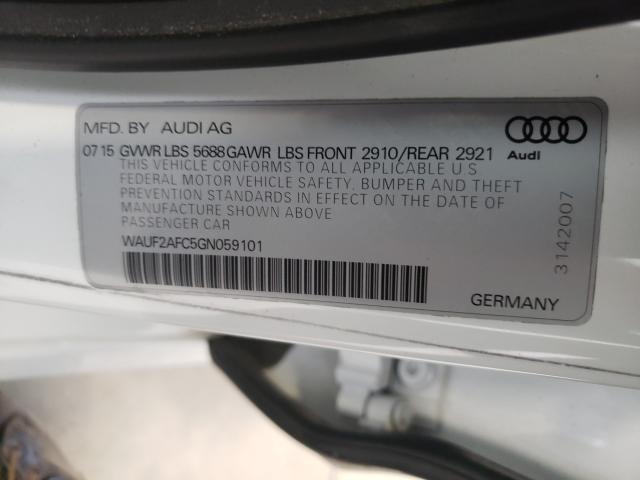 MFD. BY AUDI AG
07 15 GVWR LBS 5688 GAWR LBS FRONT 2910/REAR 2921
Audi
THIS VEHICLE CONFORMS TO ALL APPLICABLE U S
FEDERAL MOTOR VEHICLE SAFETY, BUMPER AND THEFT
PREVENTION STANDARDS IN EFFECT ON THE DATE OF
MANUFACTURE SHOWN ABOVE
PASSENGER CAR
WAUF2AFC5GN059101
GERMANY
3142007